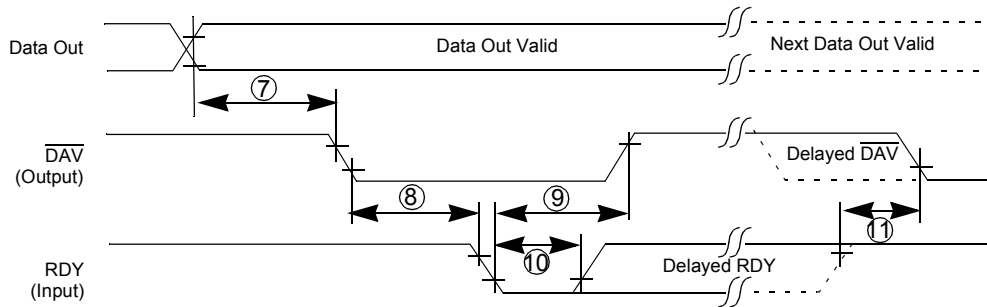 Data Out
Data Out Valid
Next Data Out Valid
⑦
DAV
(Output)
Delayed DAV
⑧
⑨
⑪
RDY
(Input)
⑩
Delayed RDY